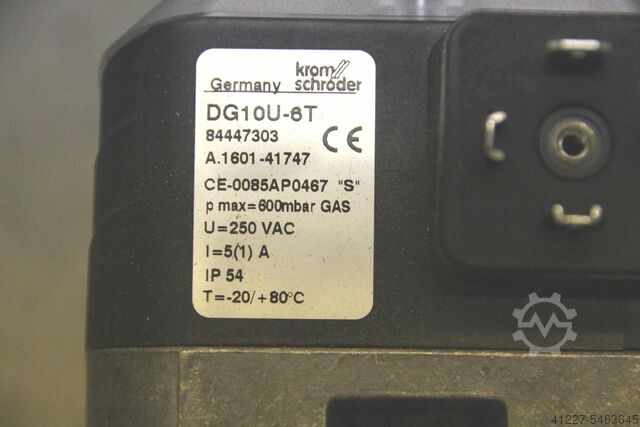 krom
Germany schröder
DG10U-6T
84447303
CE
A.1601-41747
CE-0085AP0467 "S"
p max=600mbar GAS
U=250 VAC
I=5(1) A
IP 54
T=-20/+80°C
41227-5463645